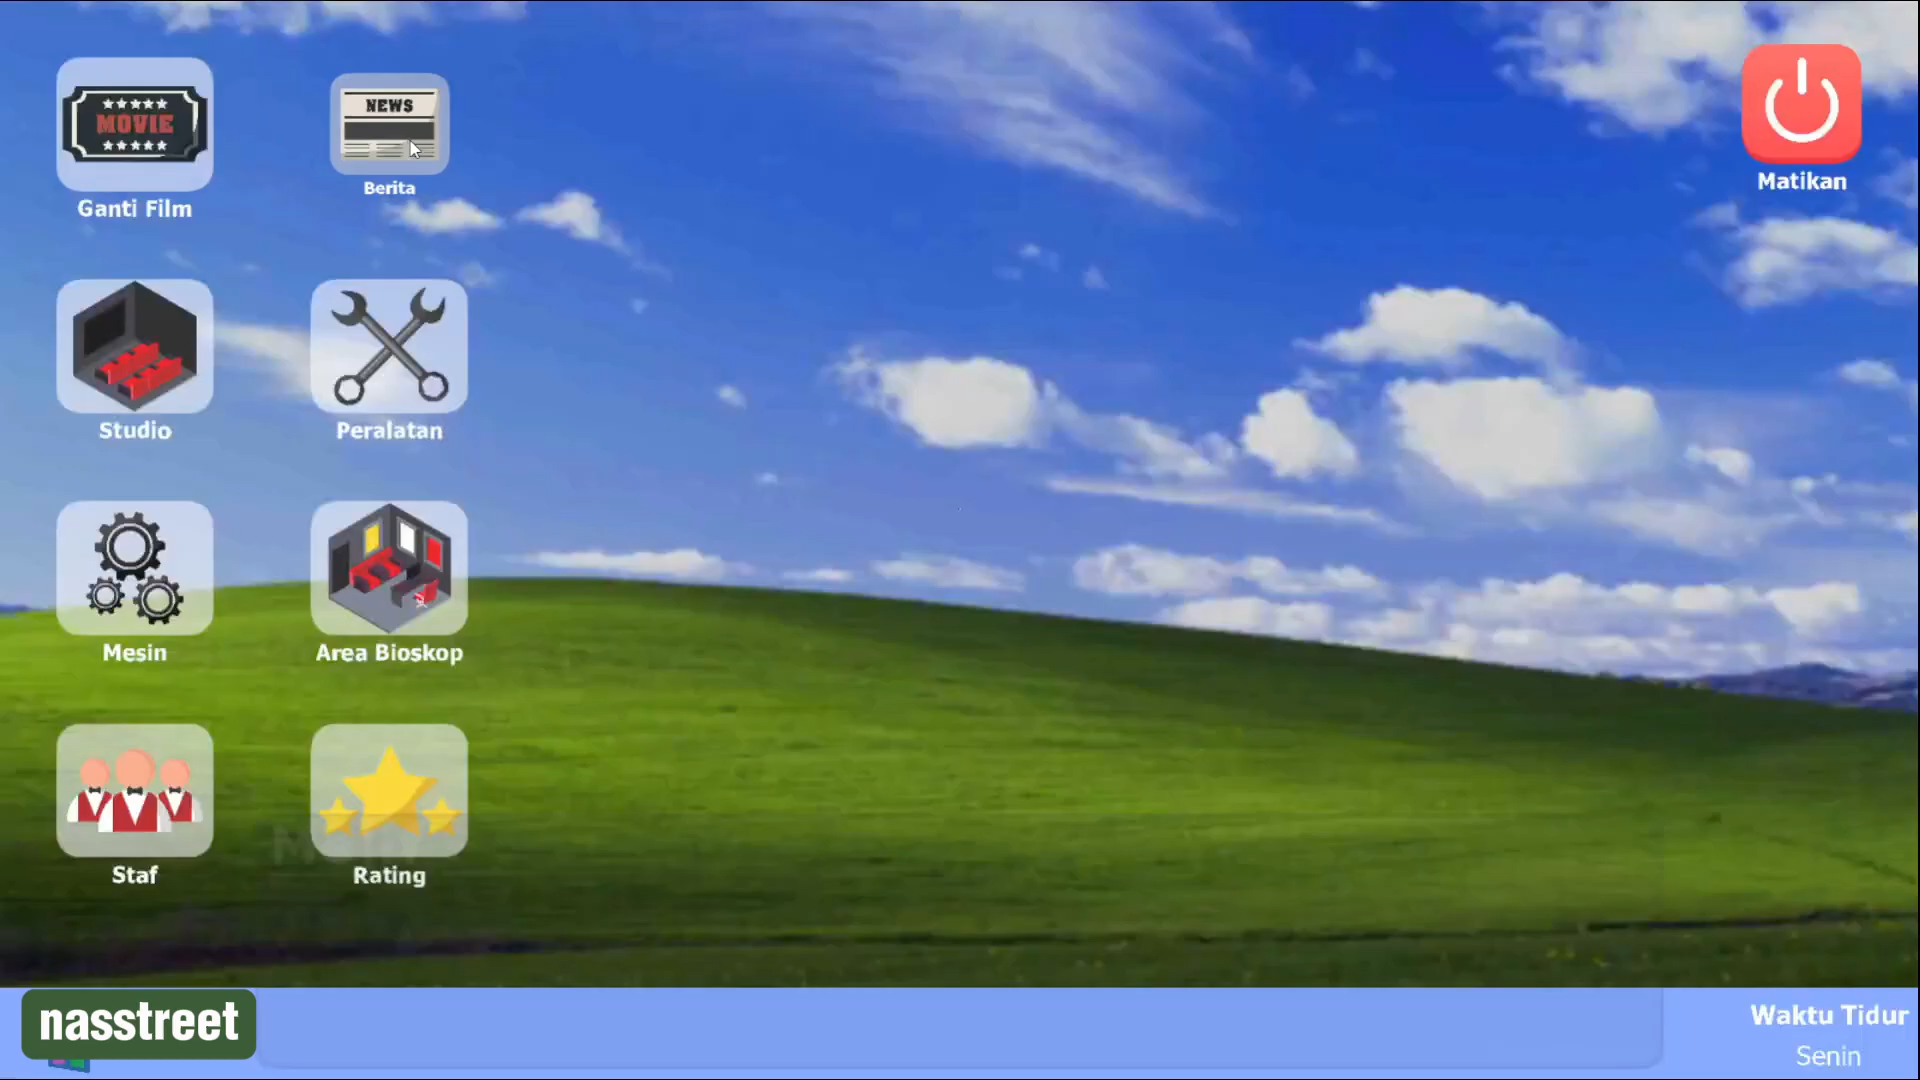 MOVIE
Ganti Film
NEWS
Berita
Matikan
Studio
Peralatan
Mesin
Area Bioskop
Staf
Rating
nasstreet
Waktu Tidur
Senin